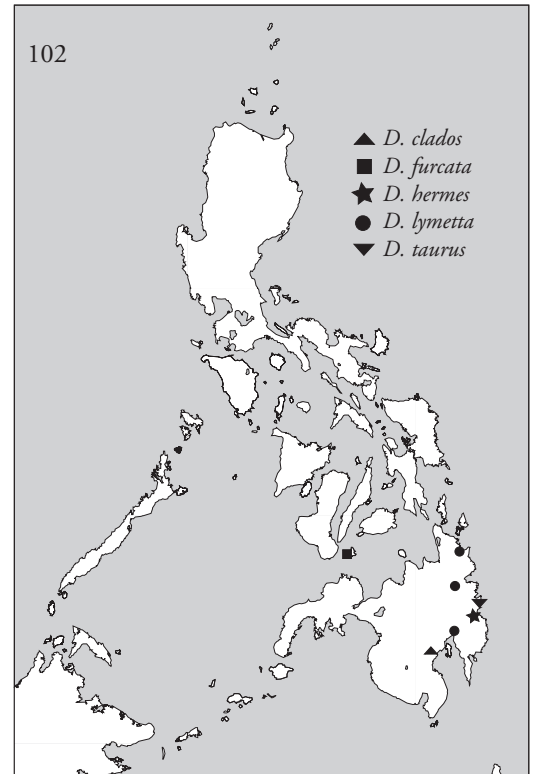 102
D. clados
D. furcata
D. hermes
D. lymetta
D. taurus